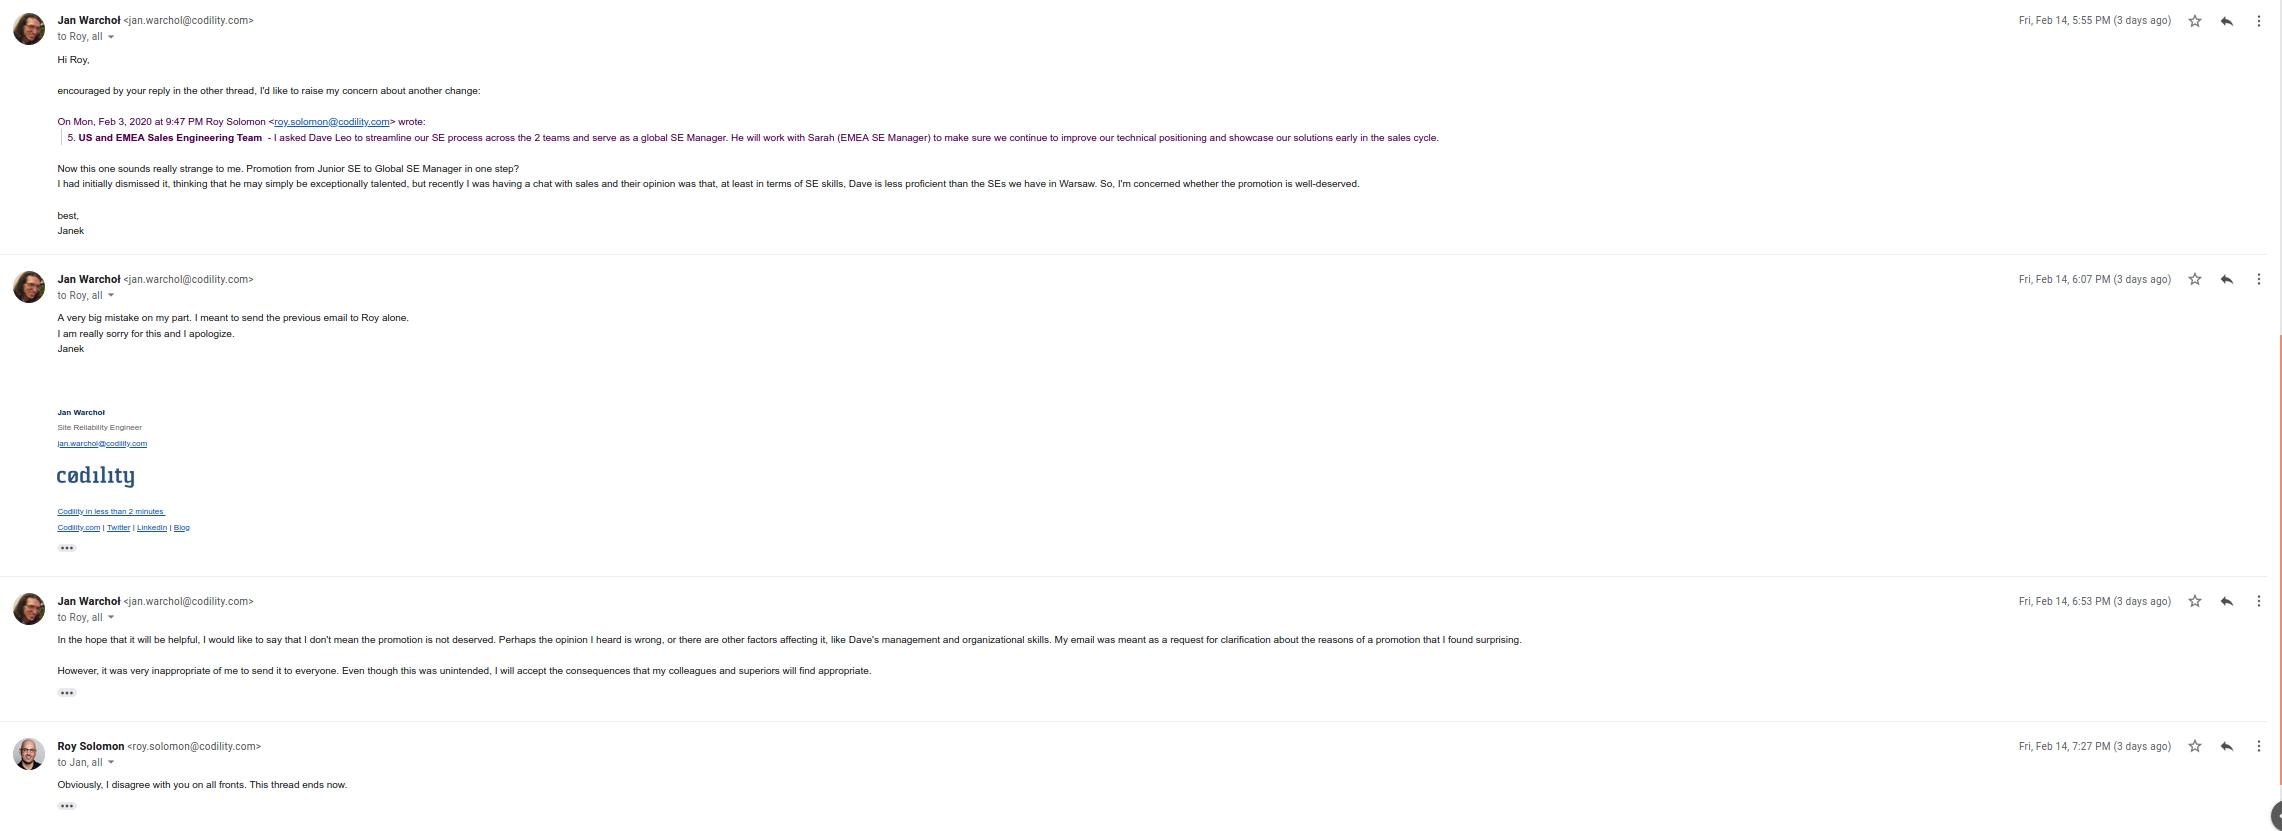 Jan Warchoł <jan.warchol@codility.com>
Fri, Feb 14, 5:55 PM (3 days ago)
to Roy, all
Hi Roy,
encouraged by your reply in the other thread, I'd like to raise my concern about another change:
On Mon, Feb 3, 2020 at 9:47 PM Roy Solomon <roy.solomon@codility.com> wrote:
5. US and EMEA Sales Engineering Team - I asked Dave Leo to streamline our SE process across the 2 teams and serve as a global SE Manager. He will work with Sarah (EMEA SE Manager) to make sure we continue to improve our technical positioning and showcase our solutions early in the sales cycle.
Now this one sounds really strange to me. Promotion from Junior SE to Global SE Manager in one step?
I had initially dismissed it, thinking that he may simply be exceptionally talented, but recently I was having a chat with sales and their opinion was that, at least in terms of SE skills, Dave is less proficient than the SEs we have in Warsaw. So, I'm concerned whether the promotion is well-deserved.
best,
Janek
Jan Warchoł <jan.warchol@codility.com>
Fri, Feb 14, 6:07 PM (3 days ago)
to Roy, all
A very big mistake on my part. I meant to send the previous email to Roy alone.
I am really sorry for this and I apologize.
Janek
Jan Warchoł
Site Reliability Engineer
jan.warchol@codility.com
cødılıty
Codility in less than 2 minutes
Codility.com | Twitter | LinkedIn | Blog
Jan Warchoł <jan.warchol@codility.com>
Fri, Feb 14, 6:53 PM (3 days ago)
to Roy, all
In the hope that it will be helpful, I would like to say that I don't mean the promotion is not deserved. Perhaps the opinion I heard is wrong, or there are other factors affecting it, like Dave's management and organizational skills. My email was meant as a request for clarification about the reasons of a promotion that I found surprising.
However, it was very inappropriate of me to send it to everyone. Even though this was unintended, I will accept the consequences that my colleagues and superiors will find appropriate.
Roy Solomon <roy.solomon@codility.com>
Fri, Feb 14, 7:27 PM (3 days ago)
to Jan, all
Obviously, I disagree with you on all fronts. This thread ends now.